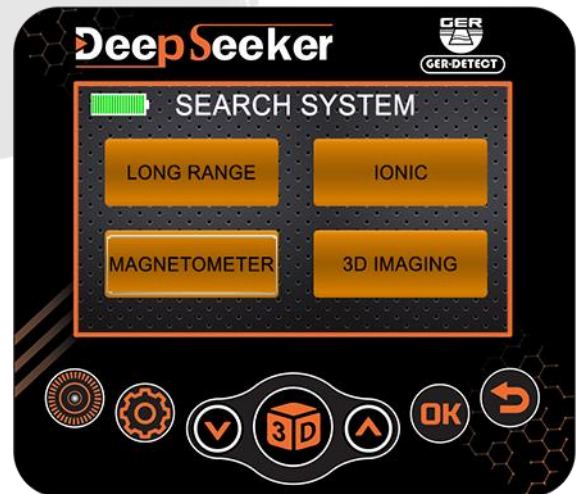 DeepSeeker
GER
GER-DETECT
SEARCH SYSTEM
LONG RANGE
IONIC
MAGNETOMETER
3D IMAGING
3D
OK